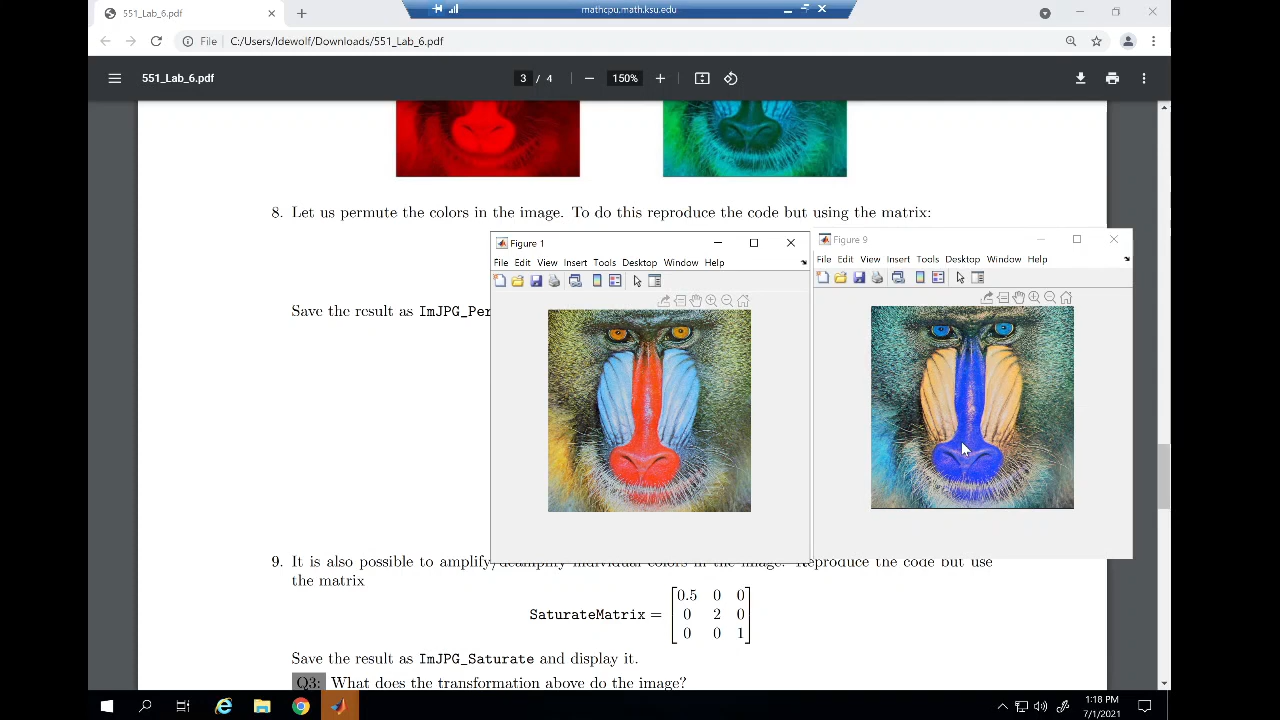 551_Lab_6.pdf
mathcpu.math.ksu.edu
File C:/Users/ldewolf/Downloads/551_Lab_6.pdf
551_Lab_6.pdf 3 / 4 150%
8. Let us permute the colors in the image. To do this reproduce the code but using the matrix:
Figure 1
File Edit View Insert Tools Desktop Window Help
Figure 9
File Edit View Insert Tools Desktop Window Help
Save the result as ImJPG_Per
9. It is also possible to amplify/deamplify individual colors in the image. Reproduce the code but use
the matrix
0.5 0 0
SaturateMatrix = 0 2 0
0 0 1
Save the result as ImJPG_Saturate and display it.
Q3: What does the transformation above do the image?
1:18 PM
7/1/2021